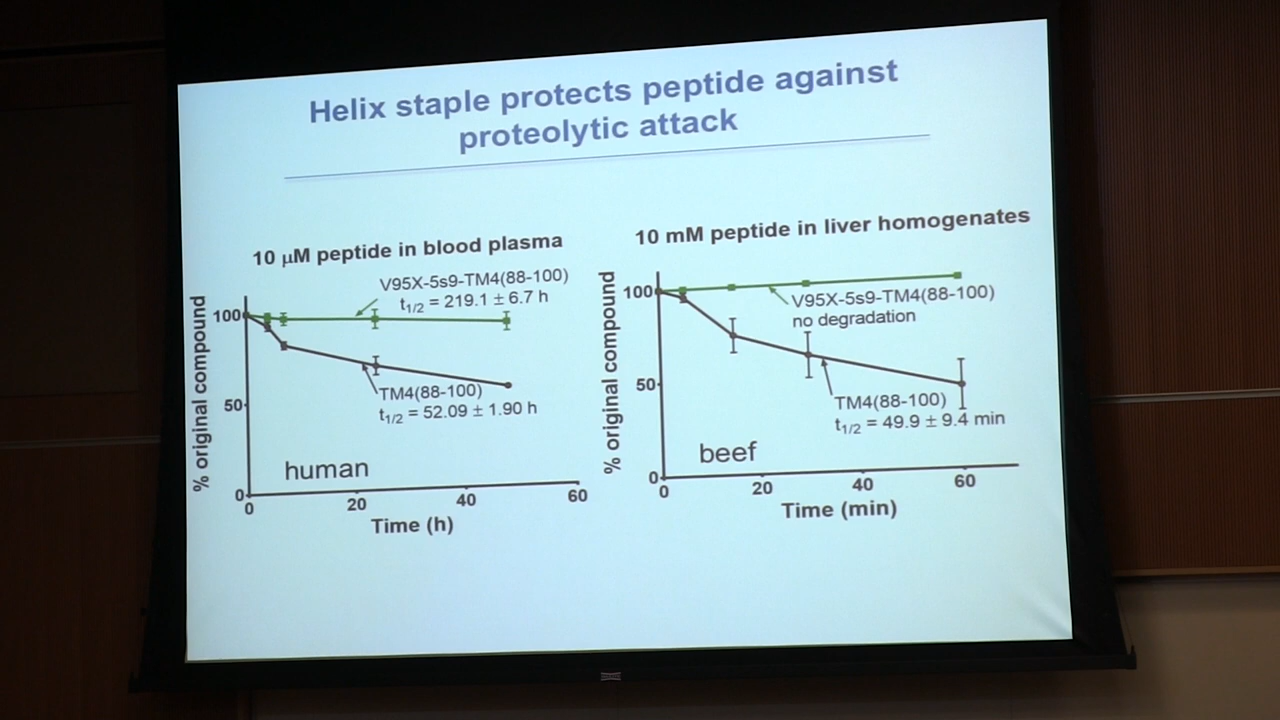 Helix staple protects peptide against
proteolytic attack
10 μM peptide in blood plasma
V95X-5s9-TM4(88-100)
t1/2 = 219.1 ± 6.7 h
100
50
0
% original compound
TM4(88-100)
t1/2 = 52.09 ± 1.90 h
human
0
20
40
60
Time (h)
10 mM peptide in liver homogenates
100
50
0
% original compound
V95X-5s9-TM4(88-100)
no degradation
TM4(88-100)
t1/2 = 49.9 ± 9.4 min
beef
0
20
40
60
Time (min)